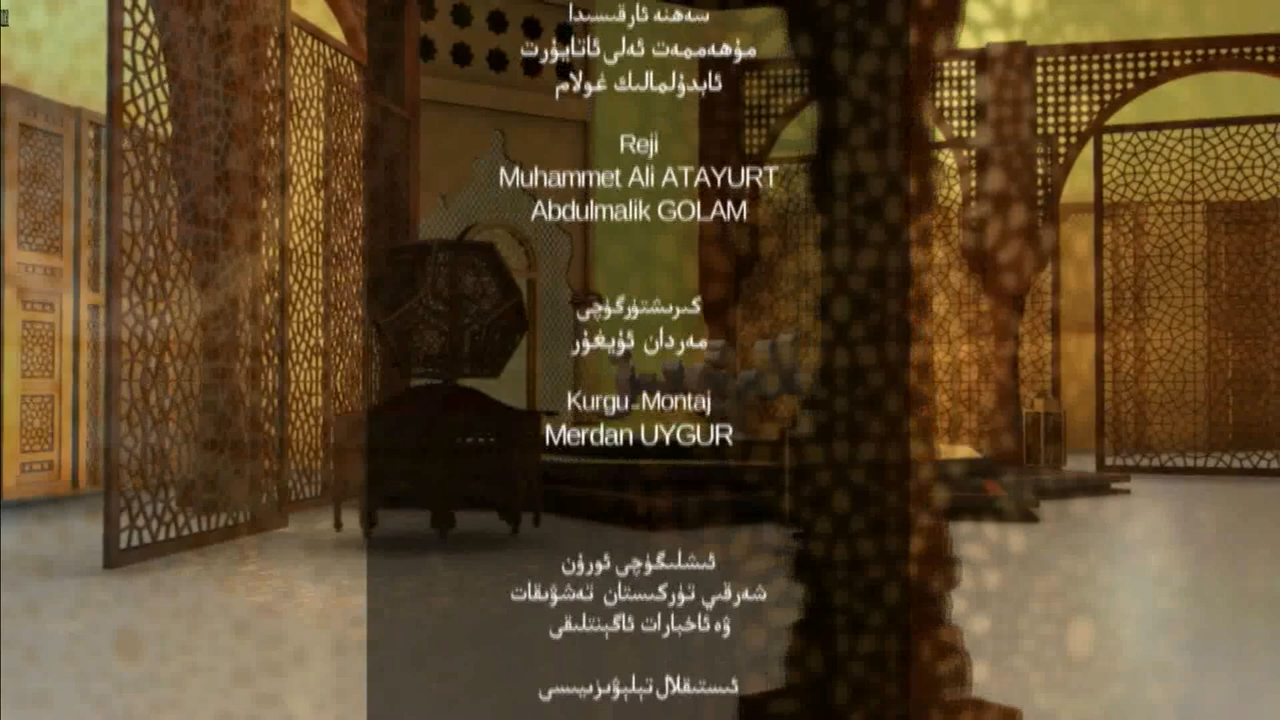 سەھنە ئارقىسىدا
مۇھەممەت ئەلى ئاتايۇرت
ئابدۇلمالىك غولام
Reji
Muhammet Ali ATAYURT
Abdulmalik GOLAM
كىرىشتۈرگۈچى
مەردان ئۇيغۇر
Kurgu-Montaj
Merdan UYGUR
ئىشلىگۈچى ئورۇن
شەرقىي تۈركىستان تەشۋىقات
ۋە ئاخبارات ئاگېنتلىقى
ئىستىقلال تېلېۋىزىيىسى